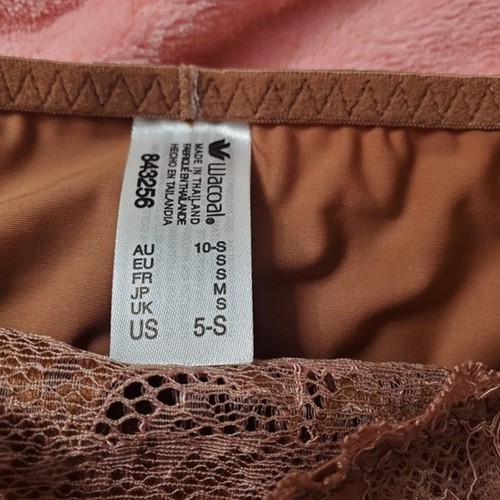 wacoal®
MADE IN THAILAND
FABRIQUÉ EN THAÏLANDE
HECHO EN TAILANDIA
843256
AU 10-S
EU S
FR S
JP M
UK S
US 5-S